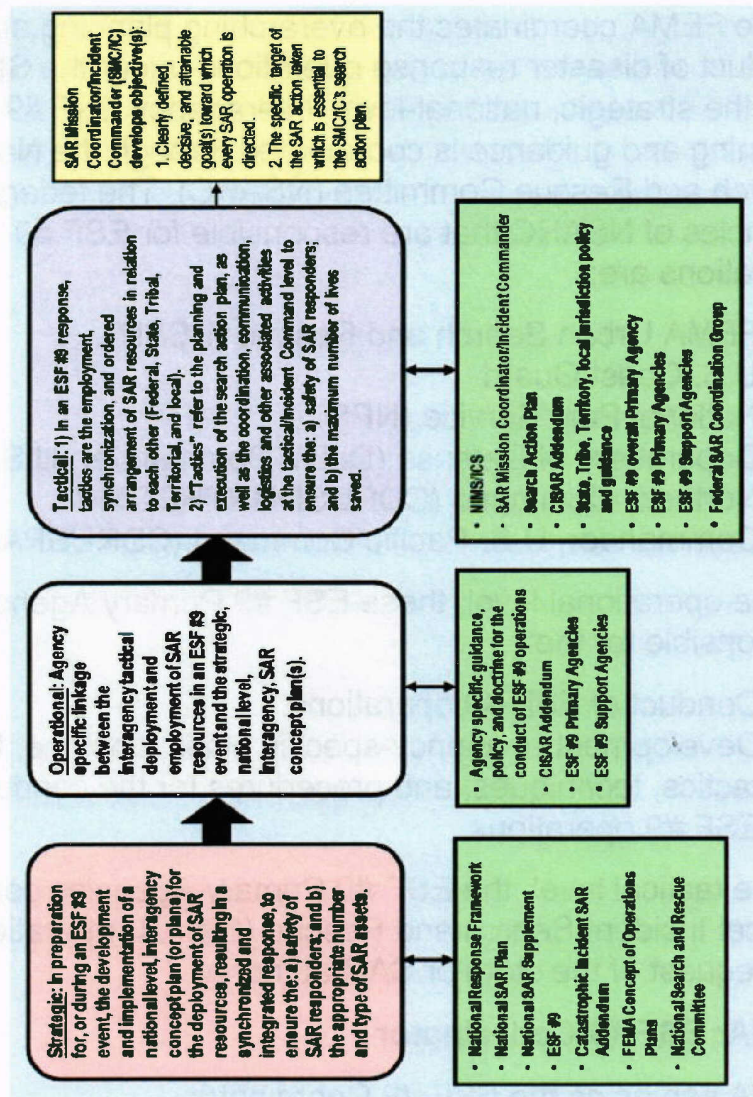 Strategic: In preparation
for, or during an ESF #9
event, the development
and implementation of a
national level, interagency
concept plan (or plans) for
the deployment of SAR
resources, resulting in a
synchronized and
integrated response, to
ensure the: a) safety of
SAR responders; and b)
the appropriate number
and type of SAR assets.
Operational: Agency
specific linkage
between the
interagency tactical
deployment and
employment of SAR
resources in an ESF #9
event and the strategic,
national level,
interagency, SAR
concept plan(s).
Tactical: 1) In an ESF #9 response,
tactics are the employment,
synchronization, and ordered
arrangement of SAR resources in relation
to each other (Federal, State, Tribal,
Territorial, and local).
2) "Tactics" – refer to the planning and
execution of the search action plan, as
well as the coordination, communication,
logistics and other associated activities
at the tactical/Incident Command level to
ensure the: a) safety of SAR responders;
and b) the maximum number of lives
saved.
SAR Mission
Coordinator/Incident
Commander (SMC/IC)
develops objective(s):
1. Clearly defined,
decisive, and attainable
goal(s) toward which
every SAR operation is
directed
2. The specific target of
the SAR action taken
which is essential to
the SMC/IC's search
action plan
• National Response Framework
• National SAR Plan
• National SAR Supplement
• ESF #9
• Catastrophic Incident SAR
Addendum
• FEMA Concept of Operations
Plans
• National Search and Rescue
Committee
• Agency specific guidance,
policy, and doctrine for the
conduct of ESF #9 operations
• CISAR Addendum
• ESF #9 Primary Agencies
• ESF #9 Support Agencies
• NIMS/ICS
• SAR Mission Coordinator/Incident Commander
• Search Action Plan
• CISAR Addendum
• State, Tribe, Territory, local jurisdiction policy
and guidance
• ESF #9 overall Primary Agency
• ESF #9 Primary Agencies
• ESF #9 Support Agencies
• Federal SAR Coordination Group